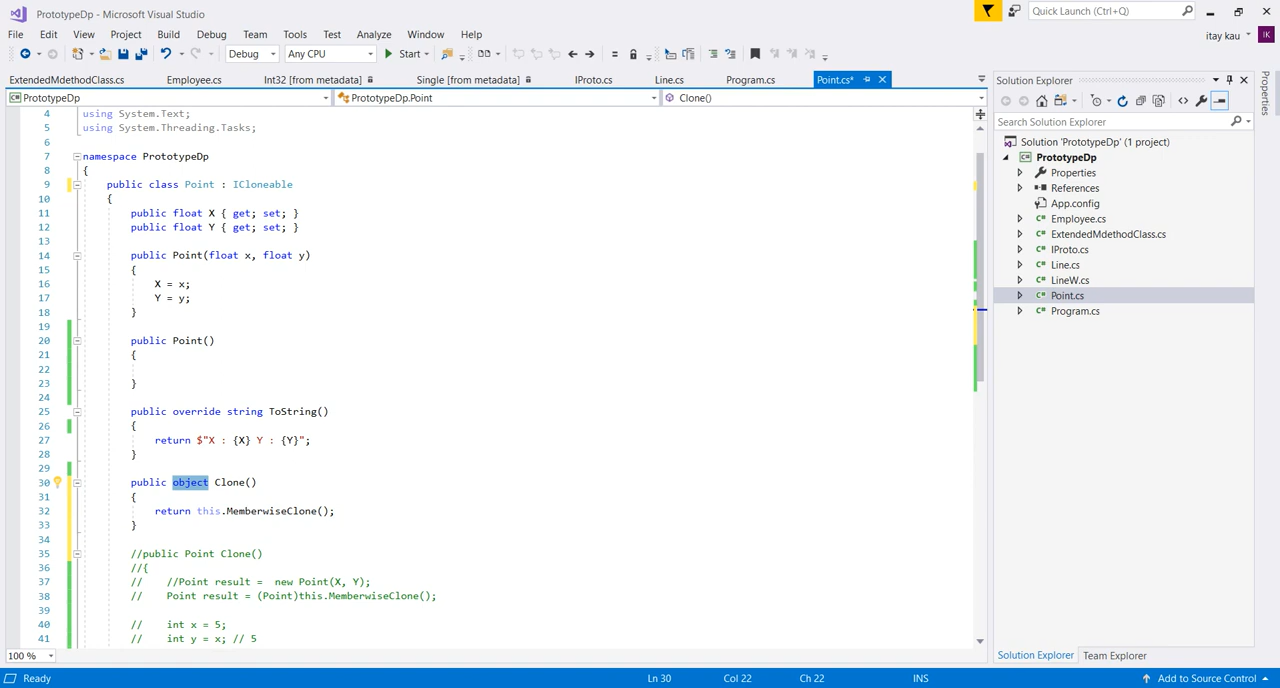 PrototypeDp - Microsoft Visual Studio
Quick Launch (Ctrl+Q)
File Edit View Project Build Debug Team Tools Test Analyze Window Help
itay kau IK
Debug Any CPU Start
ExtendedMdethodClass.cs Employee.cs Int32 [from metadata] Single [from metadata] IProto.cs Line.cs Program.cs Point.cs*
PrototypeDp PrototypeDp.Point Clone()
4 using System.Text;
5 using System.Threading.Tasks;
6
7 namespace PrototypeDp
8 {
9 public class Point : ICloneable
10 {
11 public float X { get; set; }
12 public float Y { get; set; }
13
14 public Point(float x, float y)
15 {
16 X = x;
17 Y = y;
18 }
19
20 public Point()
21 {
22
23 }
24
25 public override string ToString()
26 {
27 return $"X : {X} Y : {Y}";
28 }
29
30 public object Clone()
31 {
32 return this.MemberwiseClone();
33 }
34
35 //public Point Clone()
36 //{
37 // //Point result =  new Point(X, Y);
38 // Point result = (Point)this.MemberwiseClone();
39
40 // int x = 5;
41 // int y = x; // 5
100 %
Solution Explorer
Search Solution Explorer
Solution 'PrototypeDp' (1 project)
PrototypeDp
Properties
References
App.config
Employee.cs
ExtendedMdethodClass.cs
IProto.cs
Line.cs
LineW.cs
Point.cs
Program.cs
Solution Explorer Team Explorer
Properties
Ready Ln 30 Col 22 Ch 22 INS Add to Source Control